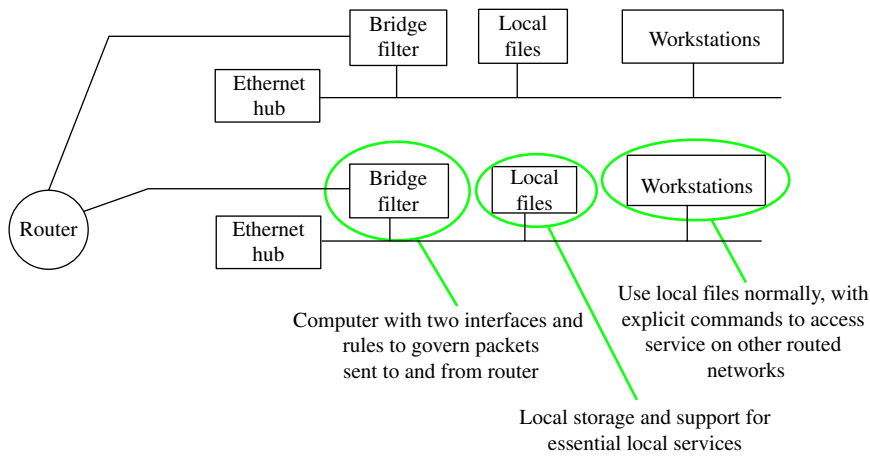 Bridge
filter
Local
files
Workstations
Ethernet
hub
Bridge
filter
Local
files
Workstations
Router
Ethernet
hub
Computer with two interfaces and
rules to govern packets
sent to and from router
Use local files normally, with
explicit commands to access
service on other routed
networks
Local storage and support for
essential local services